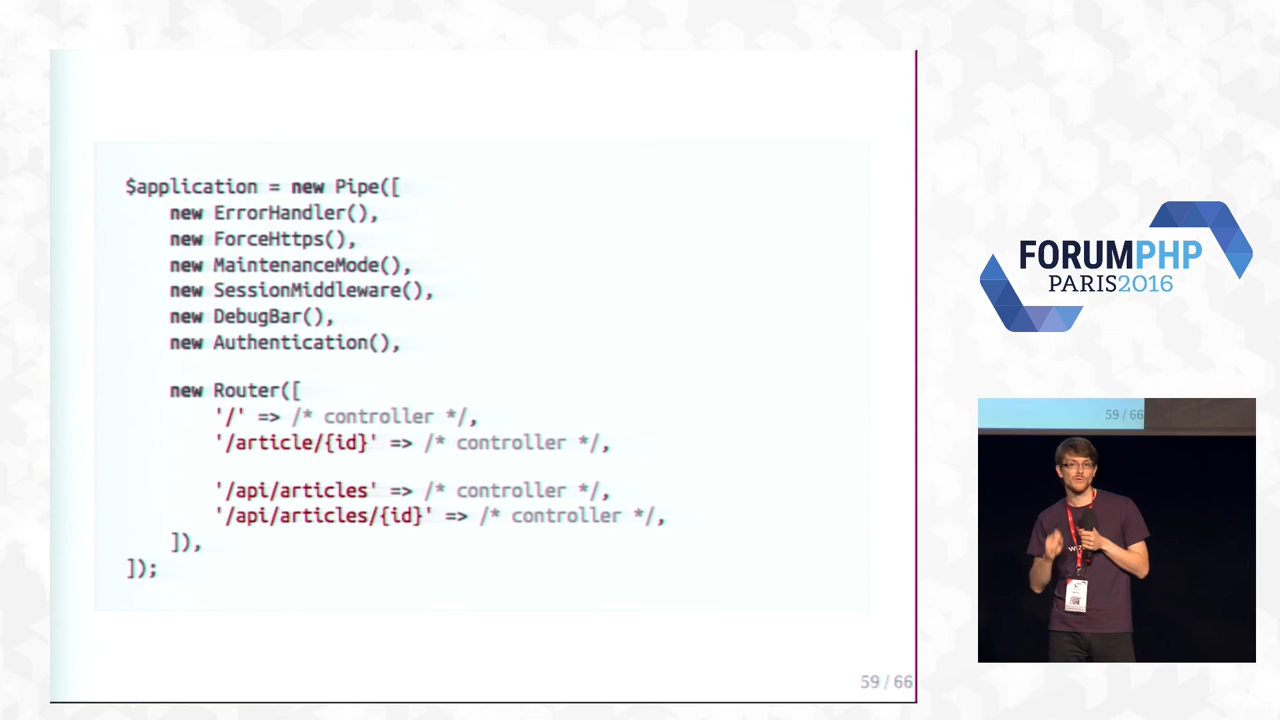 $application = new Pipe([
    new ErrorHandler(),
    new ForceHttps(),
    new MaintenanceMode(),
    new SessionMiddleware(),
    new DebugBar(),
    new Authentication(),
    new Router([
        '/' => /* controller */,
        '/article/{id}' => /* controller */,
        '/api/articles' => /* controller */,
        '/api/articles/{id}' => /* controller */,
    ]),
]);
59 / 66
FORUMPHP
PARIS2016
59 / 66